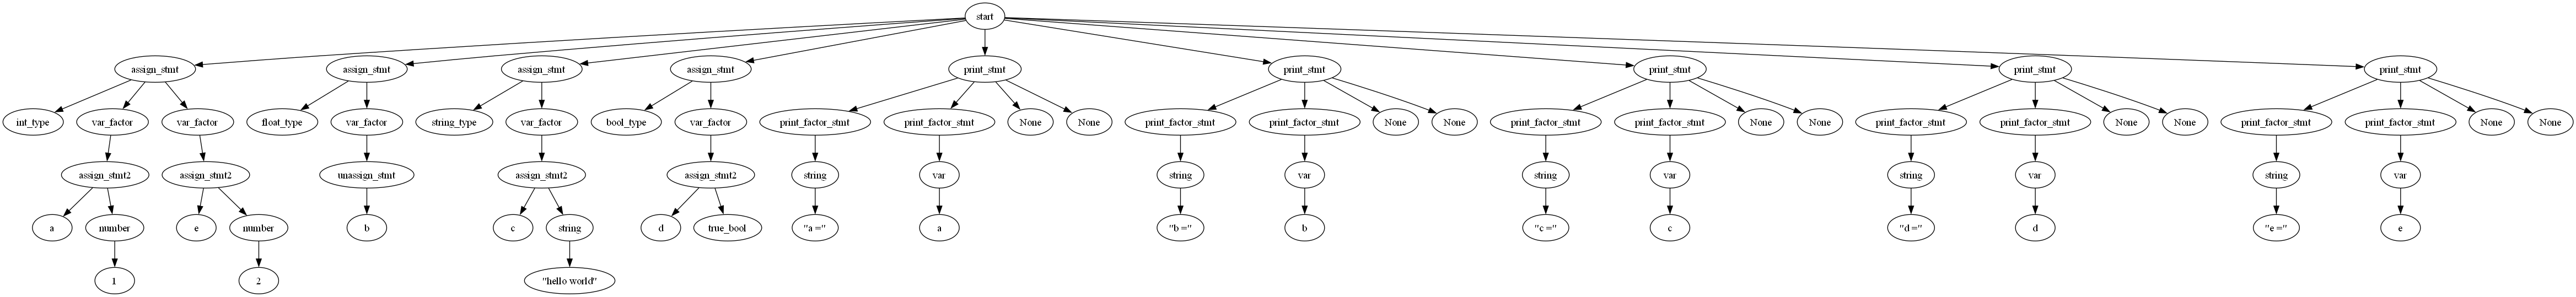 start
assign_stmt assign_stmt assign_stmt assign_stmt print_stmt print_stmt print_stmt print_stmt print_stmt
int_type var_factor var_factor float_type var_factor string_type var_factor bool_type var_factor print_factor_stmt print_factor_stmt None None print_factor_stmt print_factor_stmt None None print_factor_stmt print_factor_stmt None None print_factor_stmt print_factor_stmt None None print_factor_stmt print_factor_stmt None None
assign_stmt2 assign_stmt2 unassign_stmt assign_stmt2 assign_stmt2 string var string var string var string var string var
a number e number b c string d true_bool "a =" a "b =" b "c =" c "d =" d "e =" e
1 2 "hello world"